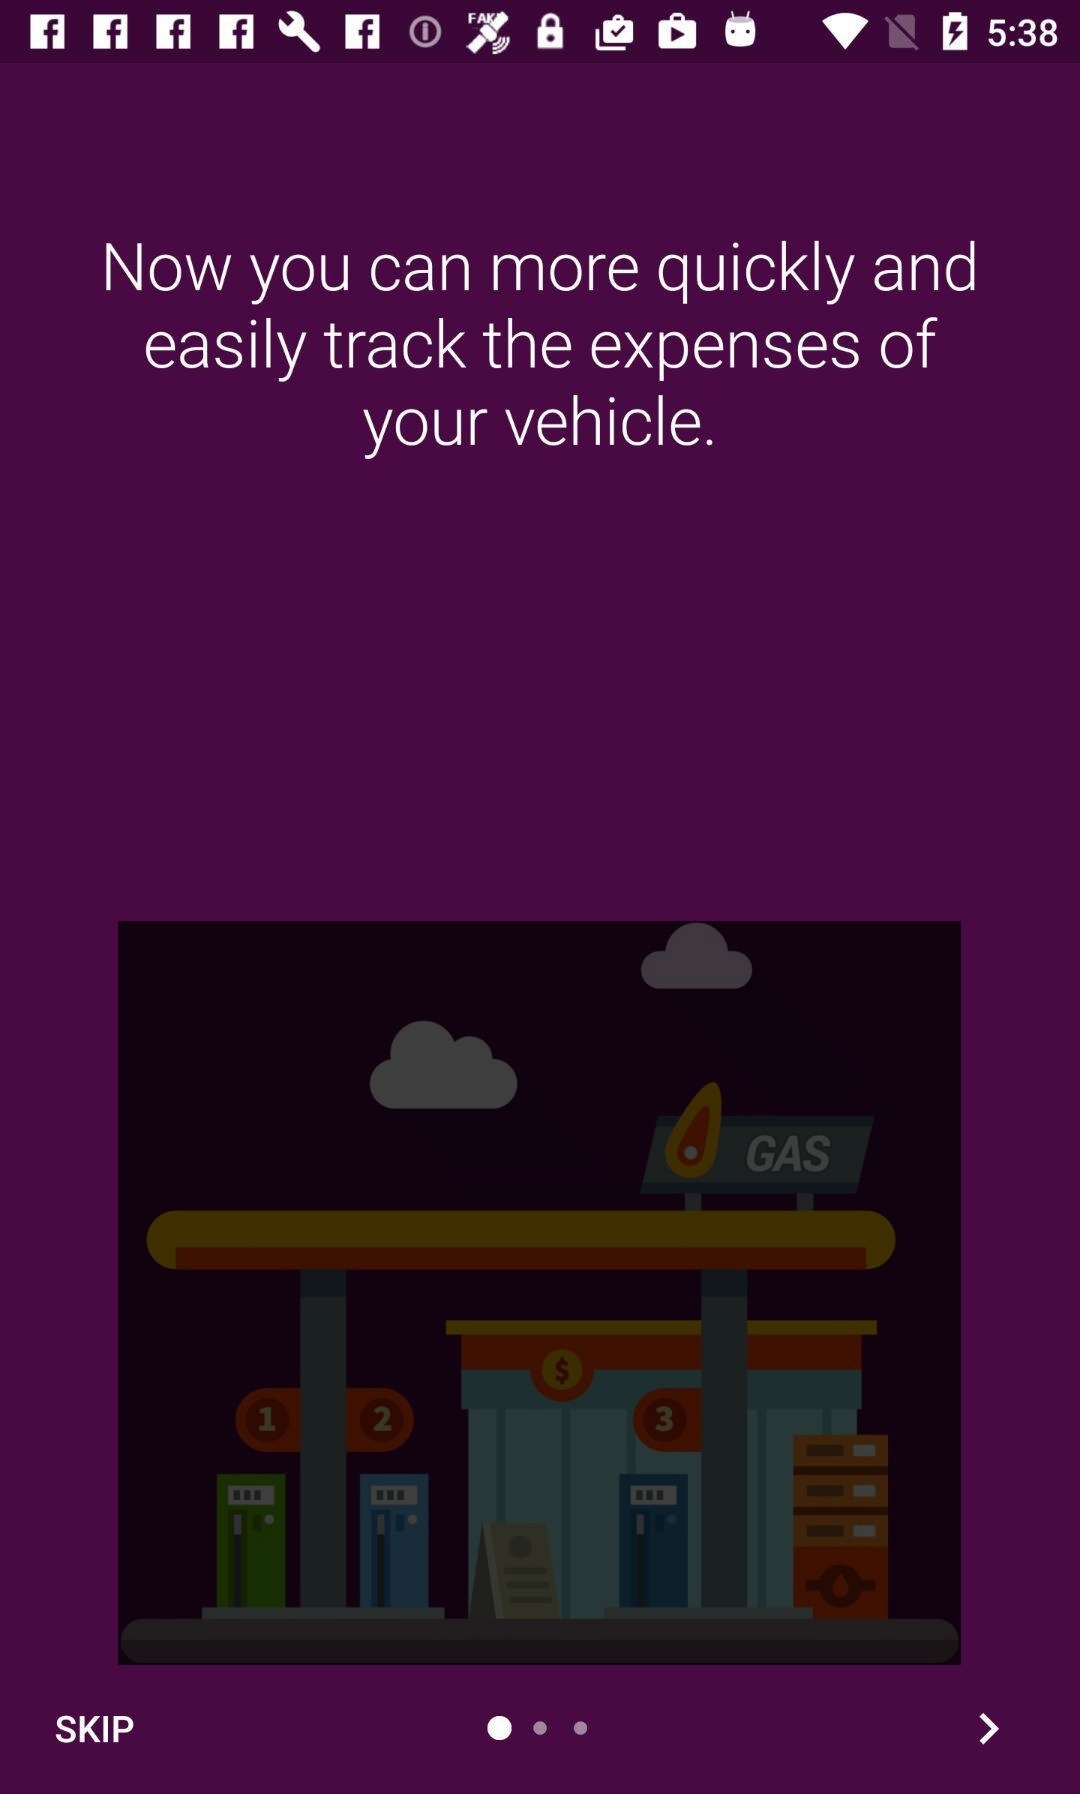 FAKE
5:38
Now you can more quickly and
easily track the expenses of
your vehicle.
GAS
$
1 2 3
SKIP